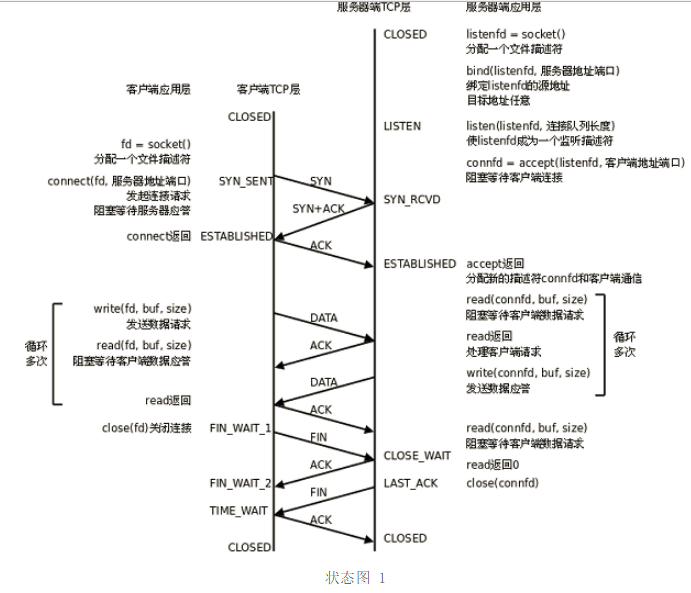 服务器端TCP层
服务器端应用层
CLOSED
listenfd = socket()
分配一个文件描述符
bind(listenfd, 服务器地址端口)
绑定listenfd的源地址
目标地址任意
客户端应用层
客户端TCP层
CLOSED
LISTEN
listen(listenfd, 连接队列长度)
使listenfd成为一个监听描述符
fd = socket()
分配一个文件描述符
connfd = accept(listenfd, 客户端地址端口)
阻塞等待客户端连接
connect(fd, 服务器地址端口)
发起连接请求
阻塞等待服务器应答
SYN_SENT
SYN
SYN_RCVD
SYN+ACK
connect返回
ESTABLISHED
ACK
ESTABLISHED
accept返回
分配新的描述符connfd和客户端通信
write(fd, buf, size)
发送数据请求
DATA
read(connfd, buf, size)
阻塞等待客户端数据请求
循环
多次
read(fd, buf, size)
阻塞等待客户端数据应答
ACK
read返回
处理客户端请求
循环
多次
DATA
write(connfd, buf, size)
发送数据应答
read返回
ACK
close(fd)关闭连接
FIN_WAIT_1
FIN
read(connfd, buf, size)
阻塞等待客户端数据请求
CLOSE_WAIT
read返回0
ACK
FIN_WAIT_2
FIN
LAST_ACK
close(connfd)
TIME_WAIT
ACK
CLOSED
CLOSED
状态图 1